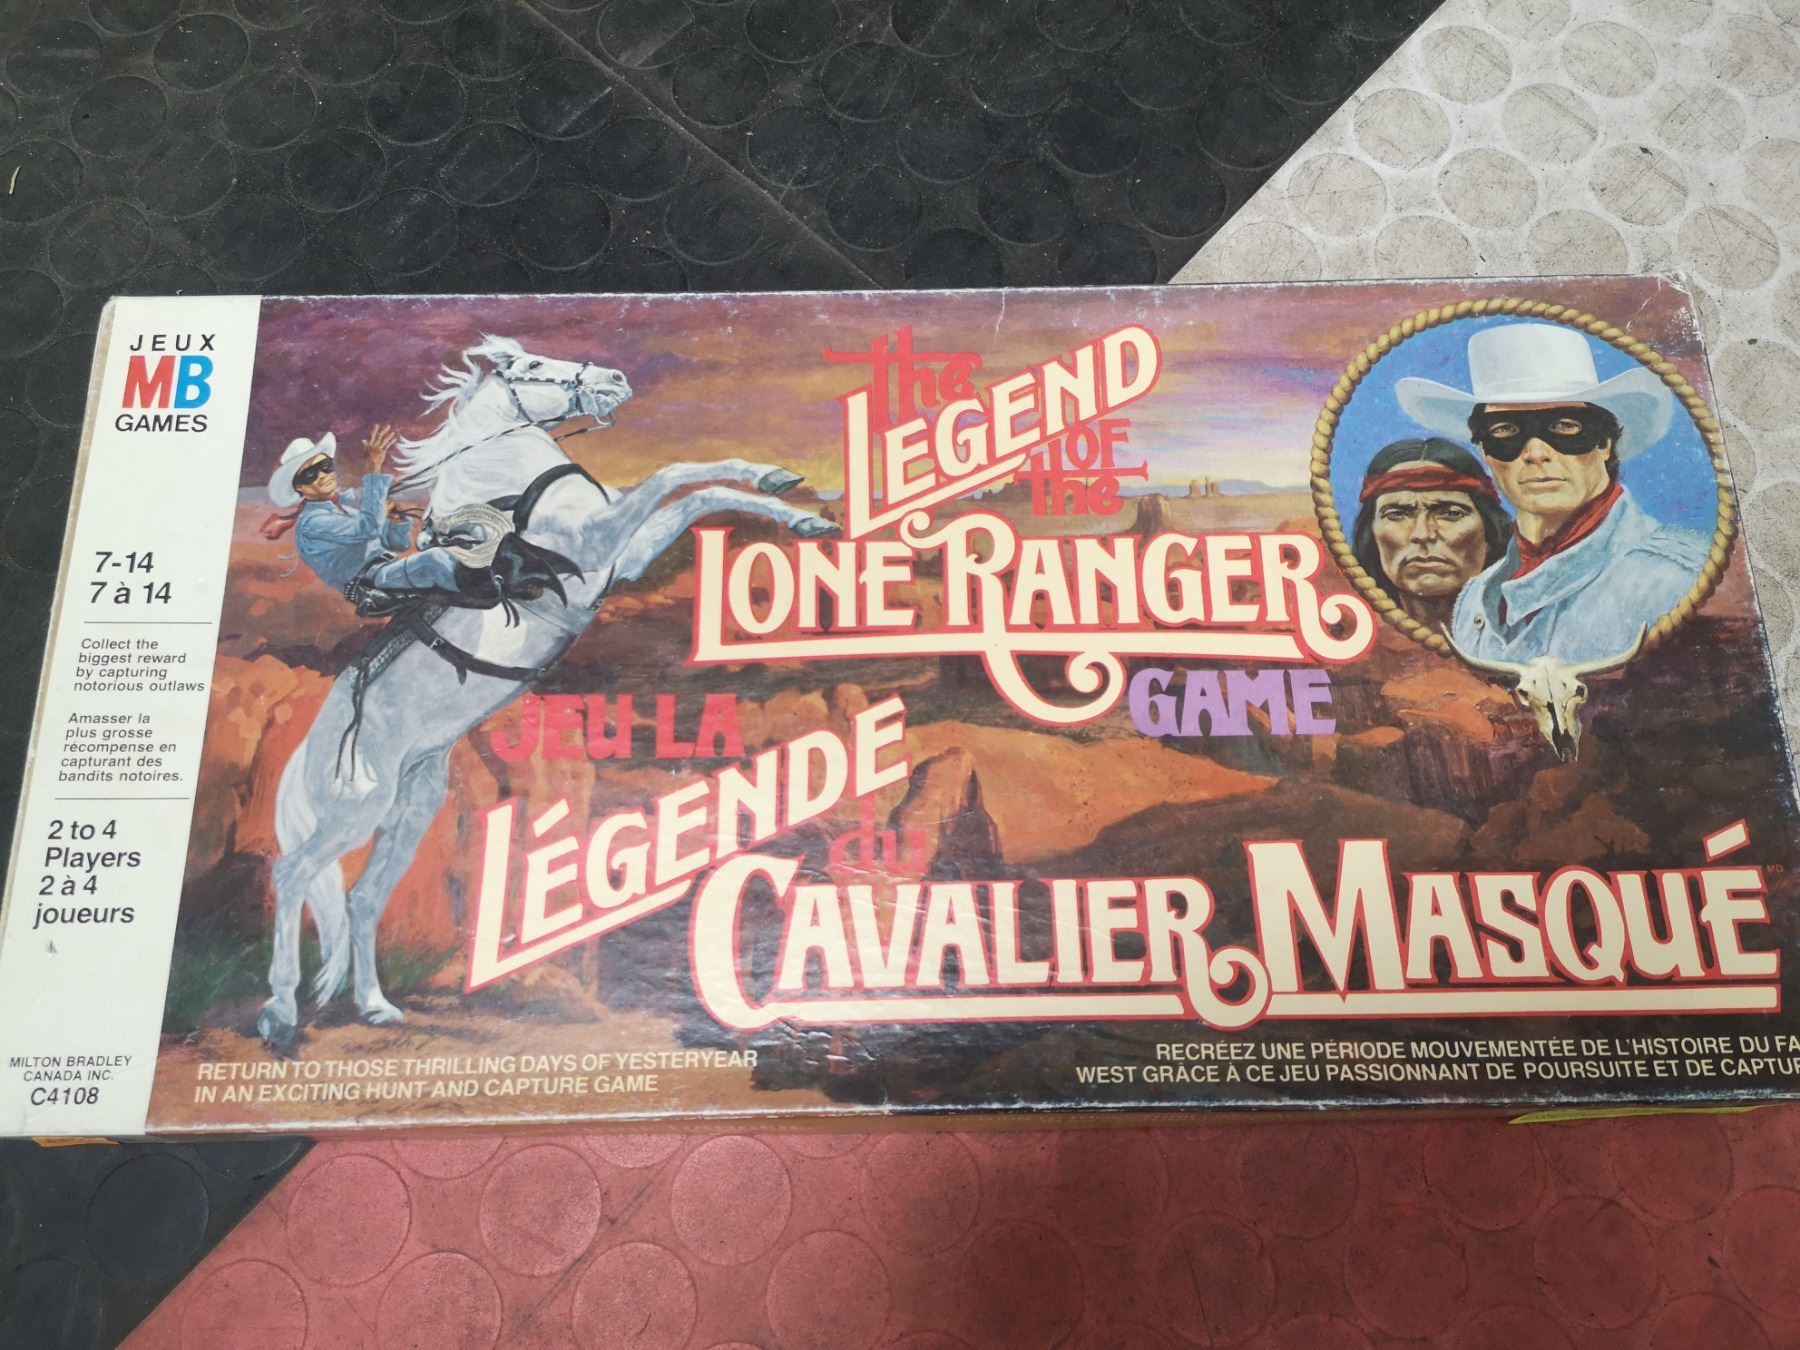 JEUX
MB
GAMES
7-14
7 à 14
Collect the
biggest reward
by capturing
notorious outlaws
Amasser la
plus grosse
récompense en
capturant des
bandits notoires.
2 to 4
Players
2 à 4
joueurs
MILTON BRADLEY
CANADA INC.
C4108
the
LEGEND
OF
the
LONE RANGER
GAME
JEU LA
LÉGENDE
du
CAVALIER MASQUÉ
MD
RETURN TO THOSE THRILLING DAYS OF YESTERYEAR
IN AN EXCITING HUNT AND CAPTURE GAME
RECRÉEZ UNE PÉRIODE MOUVEMENTÉE DE L'HISTOIRE DU FA
WEST GRÂCE À CE JEU PASSIONNANT DE POURSUITE ET DE CAPTUR